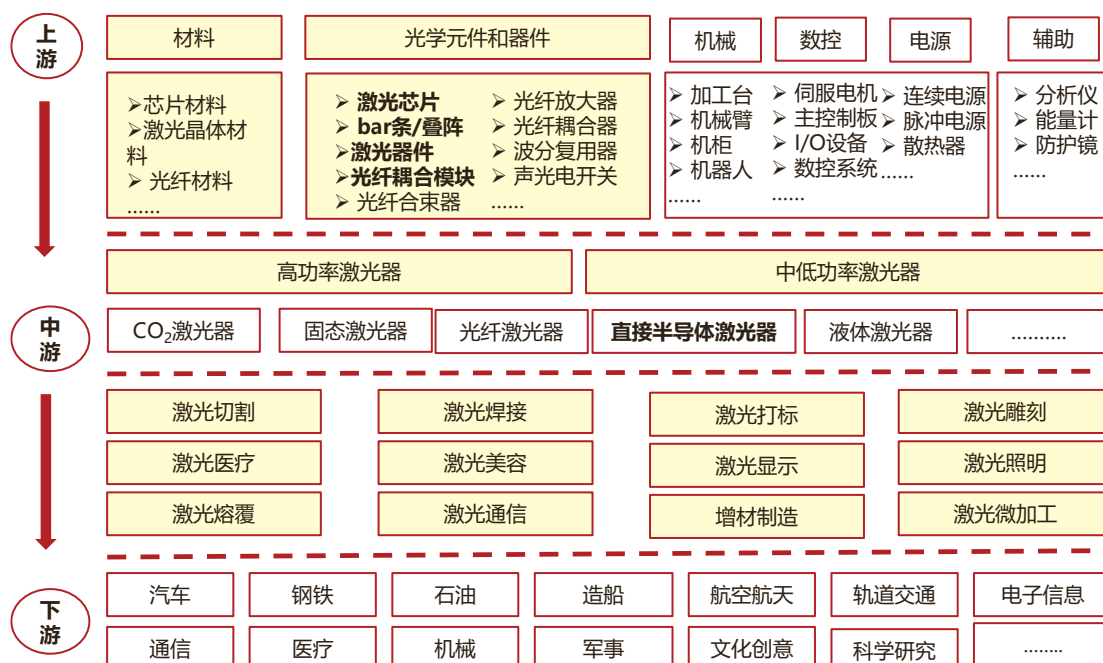 上游
材料
光学元件和器件
机械
数控
电源
辅助
➢芯片材料
➢激光晶体材
料
➢ 光纤材料
……
➢ 激光芯片
➢ bar条/叠阵
➢激光器件
➢光纤耦合模块
➢ 光纤合束器
➢ 光纤放大器
➢ 光纤耦合器
➢ 波分复用器
➢ 声光电开关
……
➢ 加工台
➢ 机械臂
➢ 机柜
➢ 机器人
……
➢ 伺服电机
➢ 主控制板
➢ I/O设备
➢ 数控系统
……
➢ 连续电源
➢ 脉冲电源
➢ 散热器
……
➢ 分析仪
➢ 能量计
➢ 防护镜
……
高功率激光器
中低功率激光器
中游
CO₂激光器
固态激光器
光纤激光器
直接半导体激光器
液体激光器
……….
激光切割
激光焊接
激光打标
激光雕刻
激光医疗
激光美容
激光显示
激光照明
激光熔覆
激光通信
增材制造
激光微加工
下游
汽车
钢铁
石油
造船
航空航天
轨道交通
电子信息
通信
医疗
机械
军事
文化创意
科学研究
……..